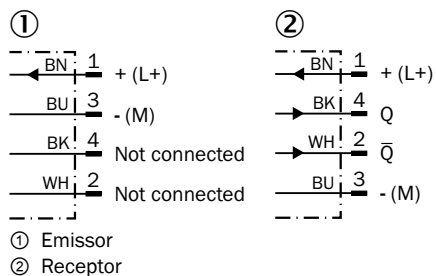 ①
BN 1 + (L+)
BU 3 - (M)
BK 4 Not connected
WH 2 Not connected
②
BN 1 + (L+)
BK 4 Q
WH 2 Q̅
BU 3 - (M)
① Emissor
② Receptor